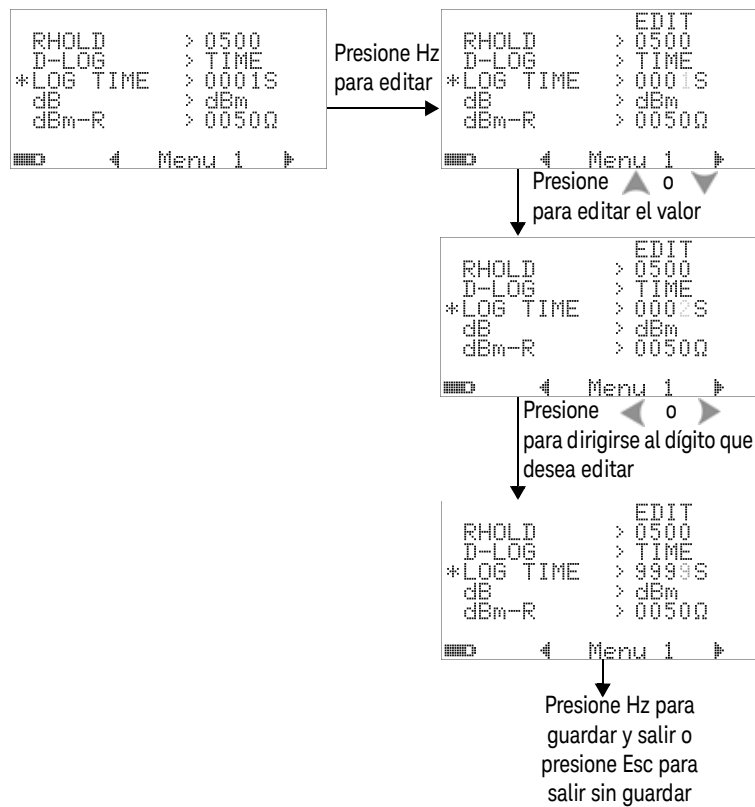 RHOLD > 0500
D-LOG > TIME
*LOG TIME > 0001S
dB > dBm
dBm-R > 0050Ω
Menu 1
Presione Hz
para editar
EDIT
RHOLD > 0500
D-LOG > TIME
*LOG TIME > 0001S
dB > dBm
dBm-R > 0050Ω
Menu 1
Presione o
para editar el valor
EDIT
RHOLD > 0500
D-LOG > TIME
*LOG TIME > 0002S
dB > dBm
dBm-R > 0050Ω
Menu 1
Presione o
para dirigirse al dígito que
desea editar
EDIT
RHOLD > 0500
D-LOG > TIME
*LOG TIME > 9999S
dB > dBm
dBm-R > 0050Ω
Menu 1
Presione Hz para
guardar y salir o
presione Esc para
salir sin guardar